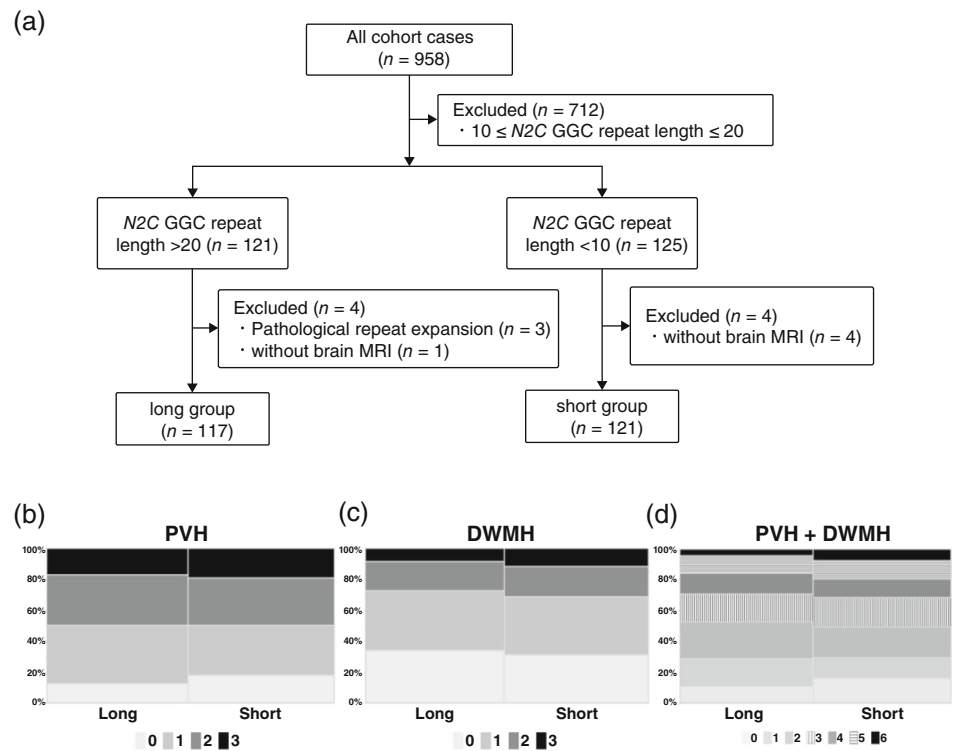 (a)
All cohort cases
(n = 958)
Excluded (n = 712)
・10 ≤ N2C GGC repeat length ≤ 20
N2C GGC repeat
length >20 (n = 121)
N2C GGC repeat
length <10 (n = 125)
Excluded (n = 4)
・Pathological repeat expansion (n = 3)
・without brain MRI (n = 1)
Excluded (n = 4)
・without brain MRI (n = 4)
long group
(n = 117)
short group
(n = 121)
(b)
PVH
100%
80%
60%
40%
20%
0%
Long Short
0 1 2 3
(c)
DWMH
100%
80%
60%
40%
20%
0%
Long Short
0 1 2 3
(d)
PVH + DWMH
100%
80%
60%
40%
20%
0%
Long Short
0 1 2 3 4 5 6